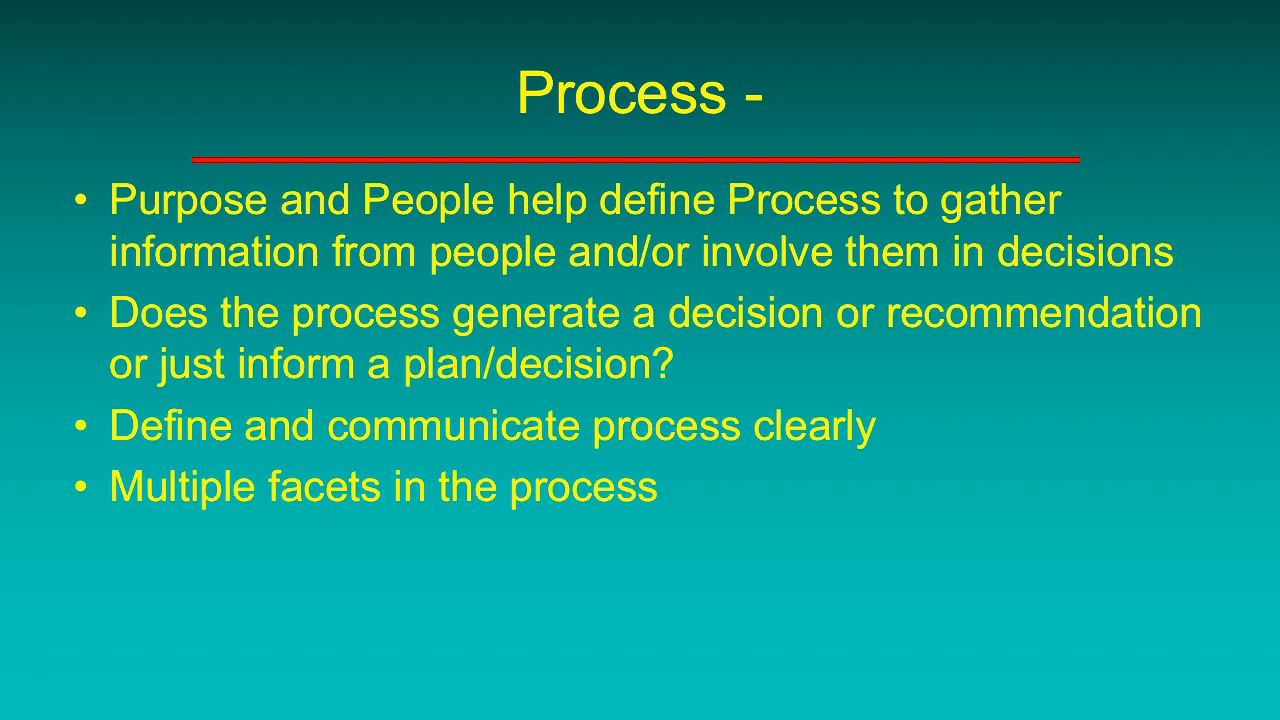 Process -
• Purpose and People help define Process to gather
information from people and/or involve them in decisions
• Does the process generate a decision or recommendation
or just inform a plan/decision?
• Define and communicate process clearly
• Multiple facets in the process